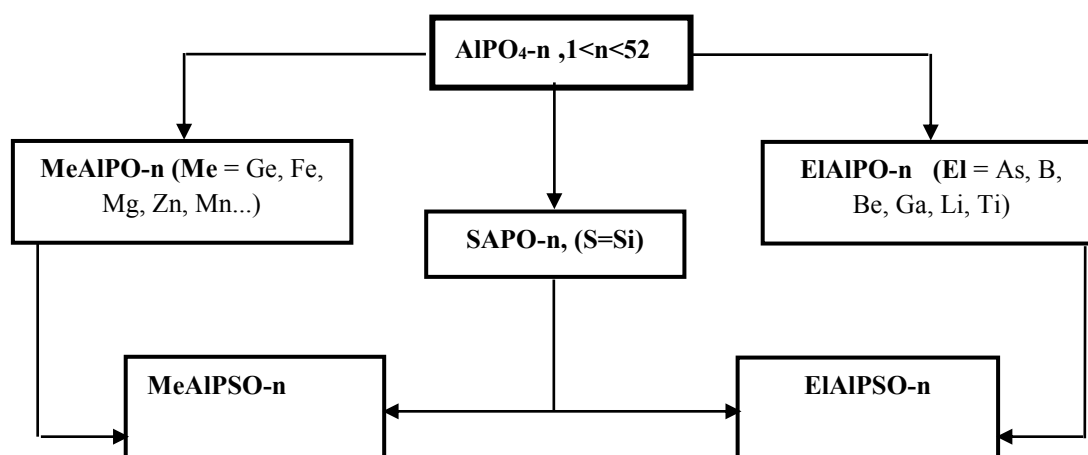 AlPO4-n ,1<n<52
MeAlPO-n (Me = Ge, Fe,
Mg, Zn, Mn...)
SAPO-n, (S=Si)
ElAlPO-n (El = As, B,
Be, Ga, Li, Ti)
MeAlPSO-n
ElAlPSO-n